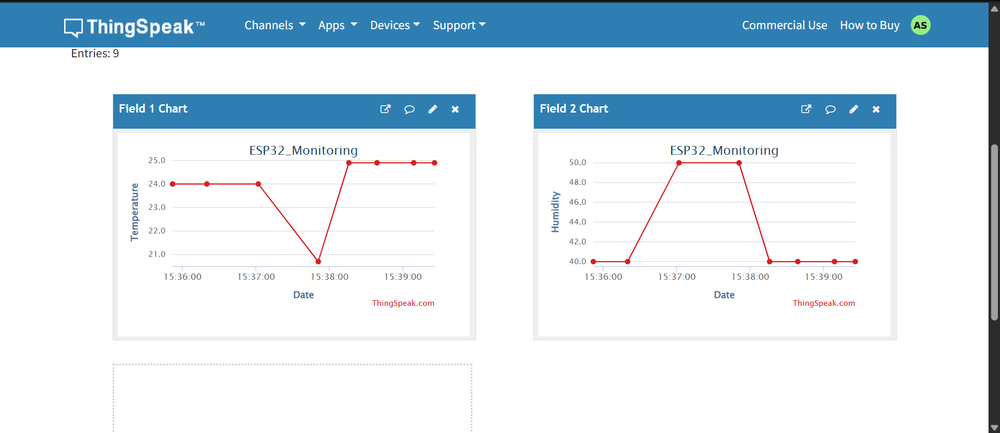 ThingSpeak™ Channels Apps Devices Support Commercial Use How to Buy AS
Entries: 9
Field 1 Chart
ESP32_Monitoring
25.0
24.0
23.0
22.0
21.0
Temperature
15:36:00 15:37:00 15:38:00 15:39:00
Date
ThingSpeak.com
Field 2 Chart
ESP32_Monitoring
50.0
48.0
46.0
44.0
42.0
40.0
Humidity
15:36:00 15:37:00 15:38:00 15:39:00
Date
ThingSpeak.com